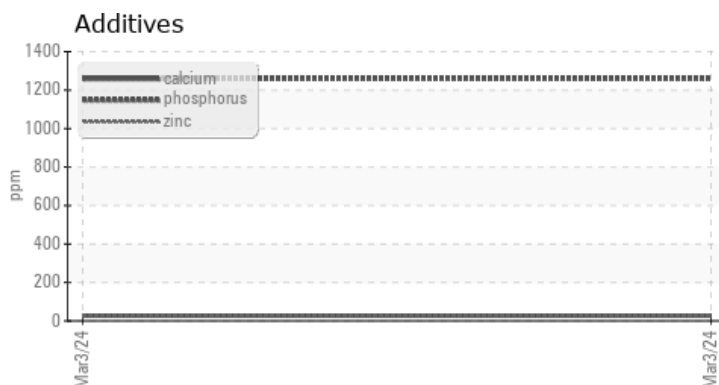 Additives
1400
1200
1000
800
600
400
200
0
ppm
calcium
phosphorus
zinc
Mar3/24
Mar3/24